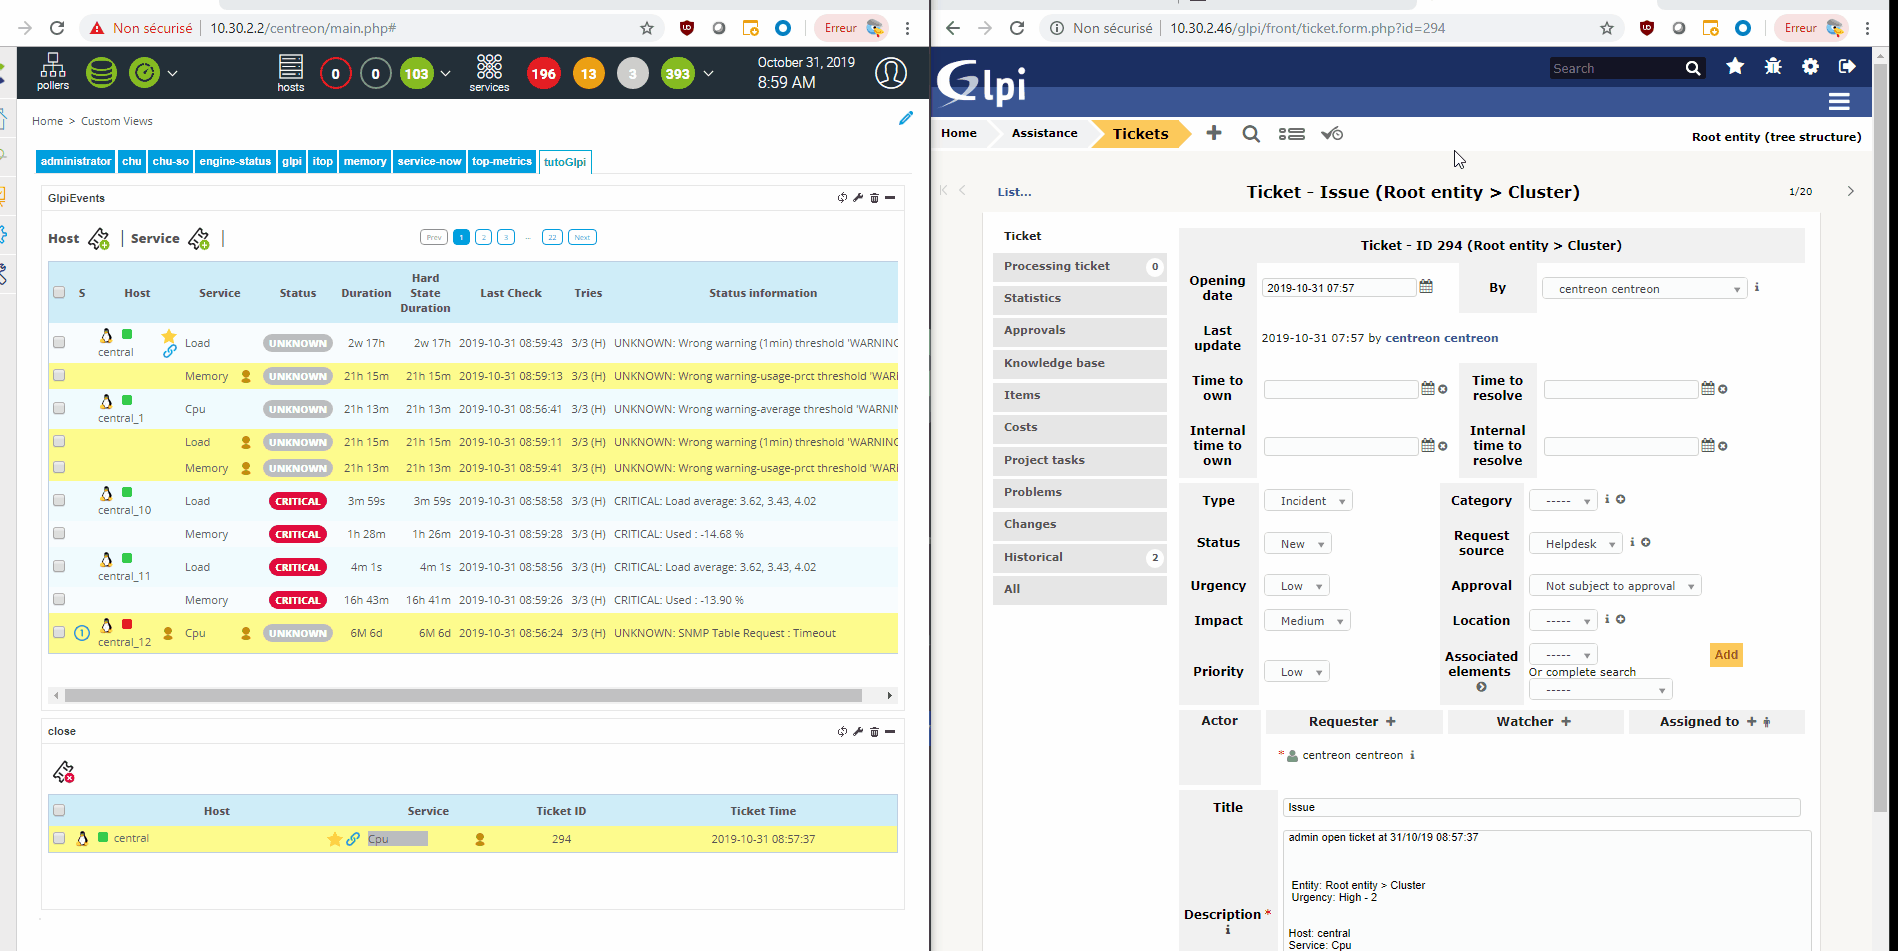 Non sécurisé | 10.30.2.2/centreon/main.php#
Erreur
pollers
hosts
0 0 103
services
196 13 3 393
October 31, 2019
8:59 AM
Home > Custom Views
administrator chu chu-so engine-status glpi itop memory service-now top-metrics tutoGlpi
GlpiEvents
Host | Service |
Prev 1 2 3 ... 22 Next
S Host Service Status Duration Hard State Duration Last Check Tries Status information
central Load UNKNOWN 2w 17h 2w 17h 2019-10-31 08:59:43 3/3 (H) UNKNOWN: Wrong warning (1min) threshold 'WARNING
Memory UNKNOWN 21h 15m 21h 15m 2019-10-31 08:59:13 3/3 (H) UNKNOWN: Wrong warning-usage-prct threshold 'WARI
central_1 Cpu UNKNOWN 21h 13m 21h 13m 2019-10-31 08:56:41 3/3 (H) UNKNOWN: Wrong warning-average threshold 'WARNIN
Load UNKNOWN 21h 15m 21h 15m 2019-10-31 08:59:11 3/3 (H) UNKNOWN: Wrong warning (1min) threshold 'WARNING
Memory UNKNOWN 21h 13m 21h 13m 2019-10-31 08:59:41 3/3 (H) UNKNOWN: Wrong warning-usage-prct threshold 'WARI
central_10 Load CRITICAL 3m 59s 3m 59s 2019-10-31 08:58:58 3/3 (H) CRITICAL: Load average: 3.62, 3.43, 4.02
Memory CRITICAL 1h 28m 1h 26m 2019-10-31 08:59:28 3/3 (H) CRITICAL: Used : -14.68 %
central_11 Load CRITICAL 4m 1s 4m 1s 2019-10-31 08:58:56 3/3 (H) CRITICAL: Load average: 3.62, 3.43, 4.02
Memory CRITICAL 16h 43m 16h 41m 2019-10-31 08:59:26 3/3 (H) CRITICAL: Used : -13.90 %
1 central_12 Cpu UNKNOWN 6M 6d 6M 6d 2019-10-31 08:56:24 3/3 (H) UNKNOWN: SNMP Table Request : Timeout
close
Host Service Ticket ID Ticket Time
central Cpu 294 2019-10-31 08:57:37
Non sécurisé | 10.30.2.46/glpi/front/ticket.form.php?id=294
Erreur
Glpi
Search
Home Assistance Tickets
Root entity (tree structure)
List...
Ticket - Issue (Root entity > Cluster)
1/20
Ticket
Processing ticket 0
Statistics
Approvals
Knowledge base
Items
Costs
Project tasks
Problems
Changes
Historical 2
All
Ticket - ID 294 (Root entity > Cluster)
Opening date 2019-10-31 07:57 By centreon centreon
Last update 2019-10-31 07:57 by centreon centreon
Time to own Time to resolve
Internal time to own Internal time to resolve
Type Incident Category -----
Status New Request source Helpdesk
Urgency Low Approval Not subject to approval
Impact Medium Location -----
Priority Low Associated elements ----- Add
Or complete search
-----
Actor Requester + Watcher + Assigned to +
* centreon centreon
Title Issue
Description *
admin open ticket at 31/10/19 08:57:37
Entity: Root entity > Cluster
Urgency: High - 2
Host: central
Service: Cpu